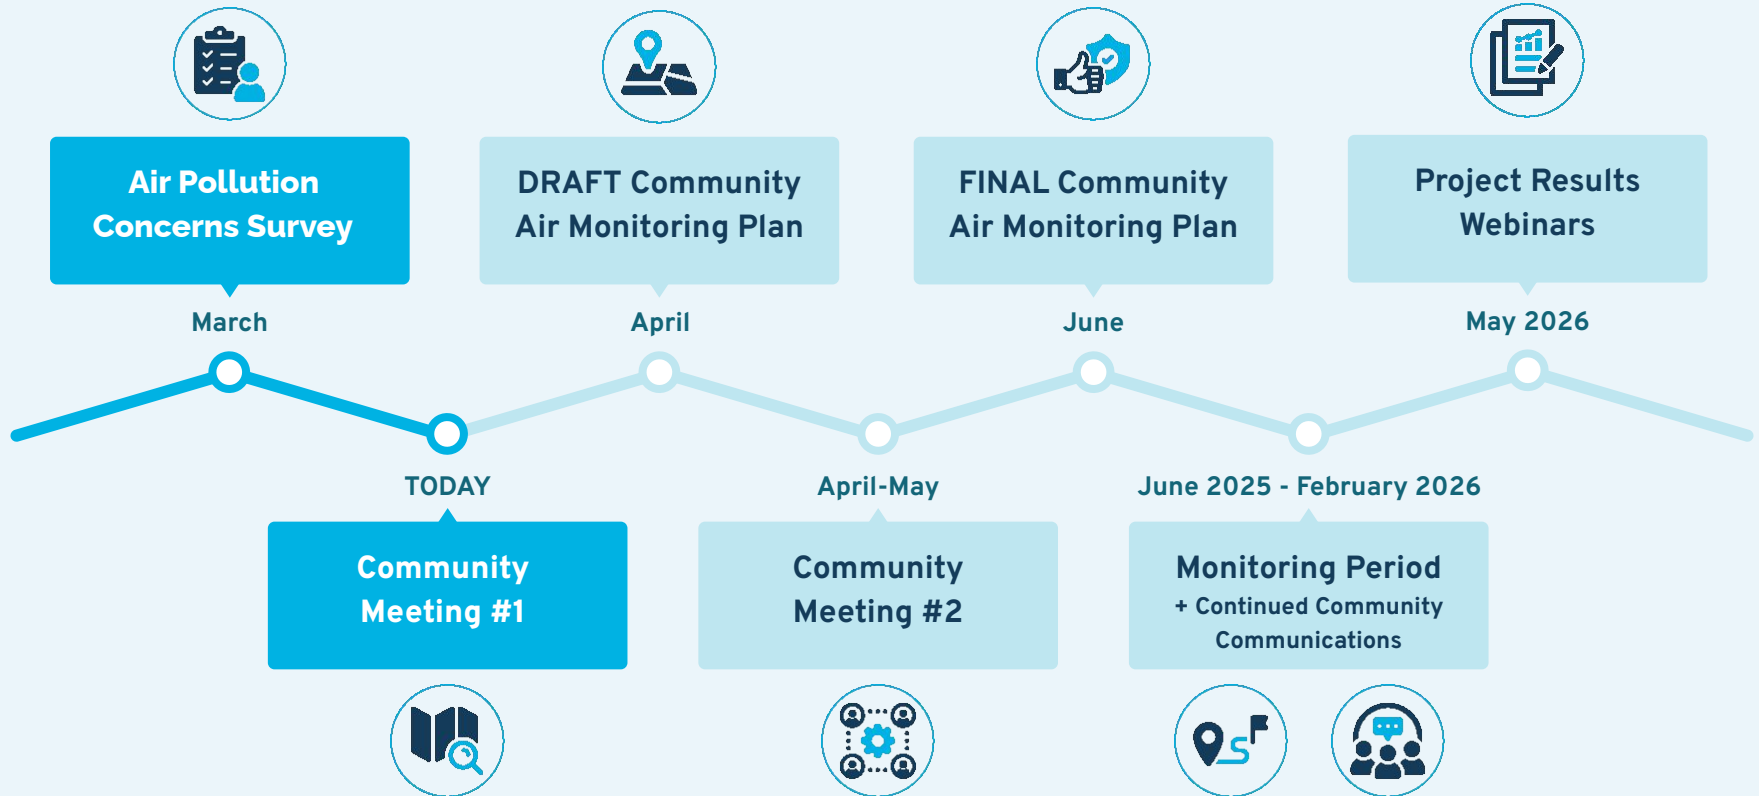 Air Pollution
Concerns Survey
March
DRAFT Community
Air Monitoring Plan
April
FINAL Community
Air Monitoring Plan
June
Project Results
Webinars
May 2026
TODAY
Community
Meeting #1
April-May
Community
Meeting #2
June 2025 - February 2026
Monitoring Period
+ Continued Community
Communications